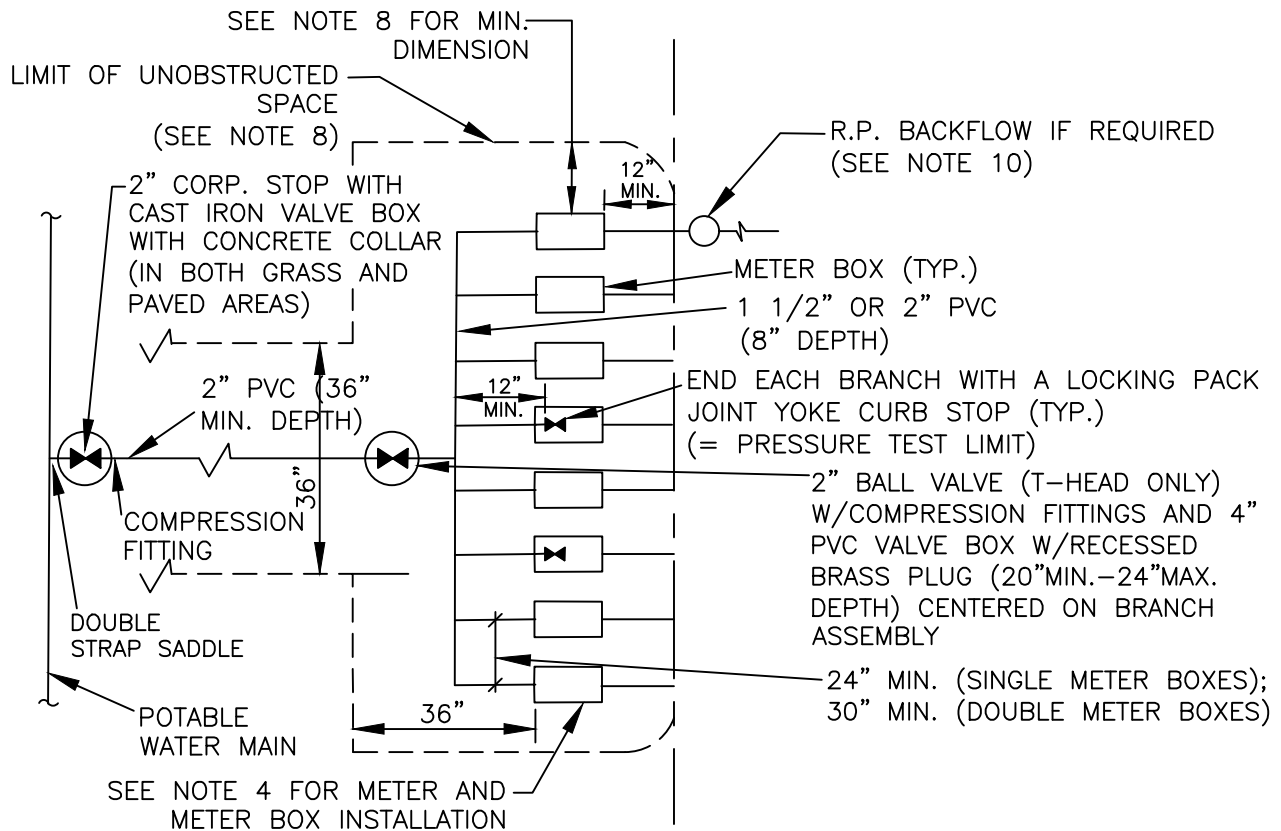 SEE NOTE 8 FOR MIN.
DIMENSION
LIMIT OF UNOBSTRUCTED
SPACE
(SEE NOTE 8)
R.P. BACKFLOW IF REQUIRED
(SEE NOTE 10)
12”
MIN.
2” CORP. STOP WITH
CAST IRON VALVE BOX
WITH CONCRETE COLLAR
(IN BOTH GRASS AND
PAVED AREAS)
METER BOX (TYP.)
1 1/2” OR 2” PVC
(8” DEPTH)
2” PVC (36”
MIN. DEPTH)
12”
MIN.
END EACH BRANCH WITH A LOCKING PACK
JOINT YOKE CURB STOP (TYP.)
(= PRESSURE TEST LIMIT)
36”
2” BALL VALVE (T-HEAD ONLY)
W/COMPRESSION FITTINGS AND 4”
PVC VALVE BOX W/RECESSED
BRASS PLUG (20”MIN.-24”MAX.
DEPTH) CENTERED ON BRANCH
ASSEMBLY
COMPRESSION
FITTING
DOUBLE
STRAP SADDLE
24” MIN. (SINGLE METER BOXES);
30” MIN. (DOUBLE METER BOXES)
36”
POTABLE
WATER MAIN
SEE NOTE 4 FOR METER AND
METER BOX INSTALLATION